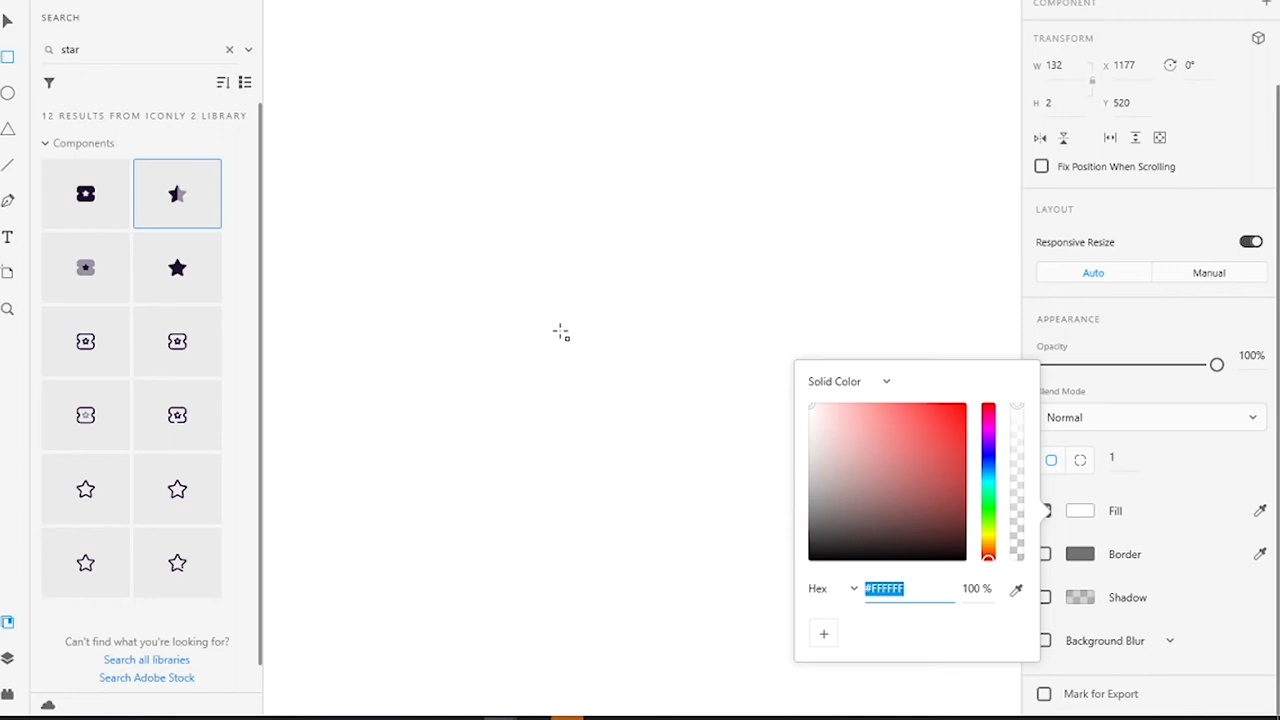 SEARCH
star
12 RESULTS FROM ICONLY 2 LIBRARY
Components
Can't find what you're looking for?
Search all libraries
Search Adobe Stock
T
COMPONENT
TRANSFORM
W 132 X 1177 0°
H 2 Y 520
Fix Position When Scrolling
LAYOUT
Responsive Resize
Auto Manual
APPEARANCE
Opacity
100%
Blend Mode
Normal
1
Fill
Border
Shadow
Background Blur
Mark for Export
Solid Color
Hex #FFFFFF 100 %